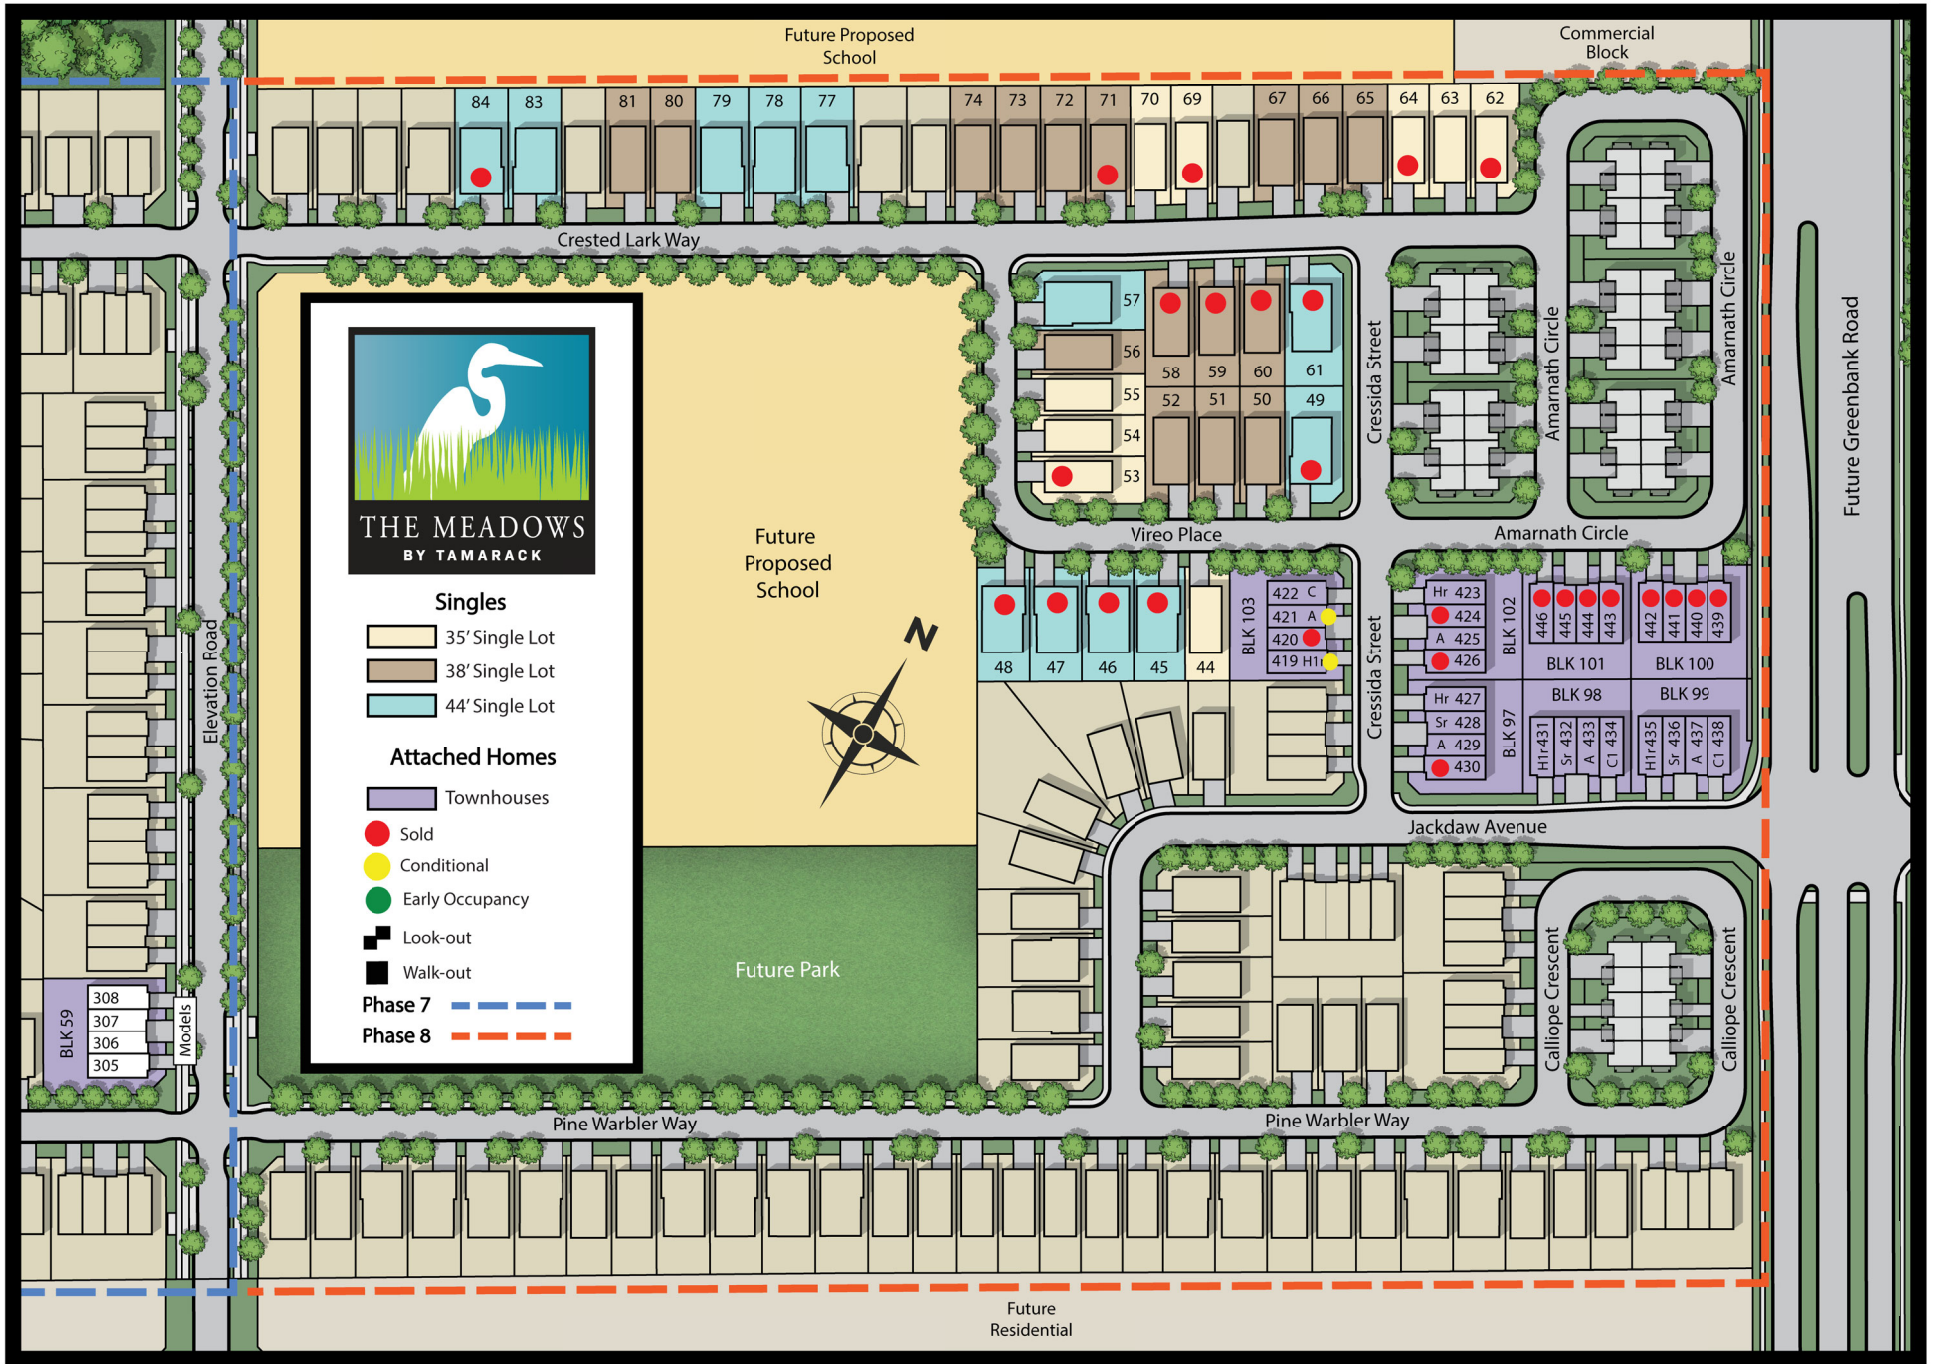 Future Proposed
School
Commercial
Block
84
83
81
80
79
78
77
74
73
72
71
70
69
67
66
65
64
63
62
Crested Lark Way
57
56
55
54
53
58
59
60
61
52
51
50
49
Cressida Street
Amarnath Circle
Amarnath Circle
Future Greenbank Road
THE MEADOWS
BY TAMARACK
Singles
35' Single Lot
38' Single Lot
44' Single Lot
Attached Homes
Townhouses
Sold
Conditional
Early Occupancy
Look-out
Walk-out
Phase 7
Phase 8
Future
Proposed
School
N
Elevation Road
Vireo Place
Amarnath Circle
48
47
46
45
44
BLK 103
422 C
421 A
420
419 H1r
Cressida Street
Hr 423
424
A 425
426
BLK 102
446
445
444
443
BLK 101
442
441
440
439
BLK 100
Hr 427
Sr 428
A 429
430
BLK 97
BLK 98
H1r 431
Sr 432
A 433
C1 434
BLK 99
H1r 435
Sr 436
A 437
C1 438
Jackdaw Avenue
Future Park
Calliope Crescent
Calliope Crescent
BLK 59
308
307
306
305
Models
Pine Warbler Way
Pine Warbler Way
Future
Residential